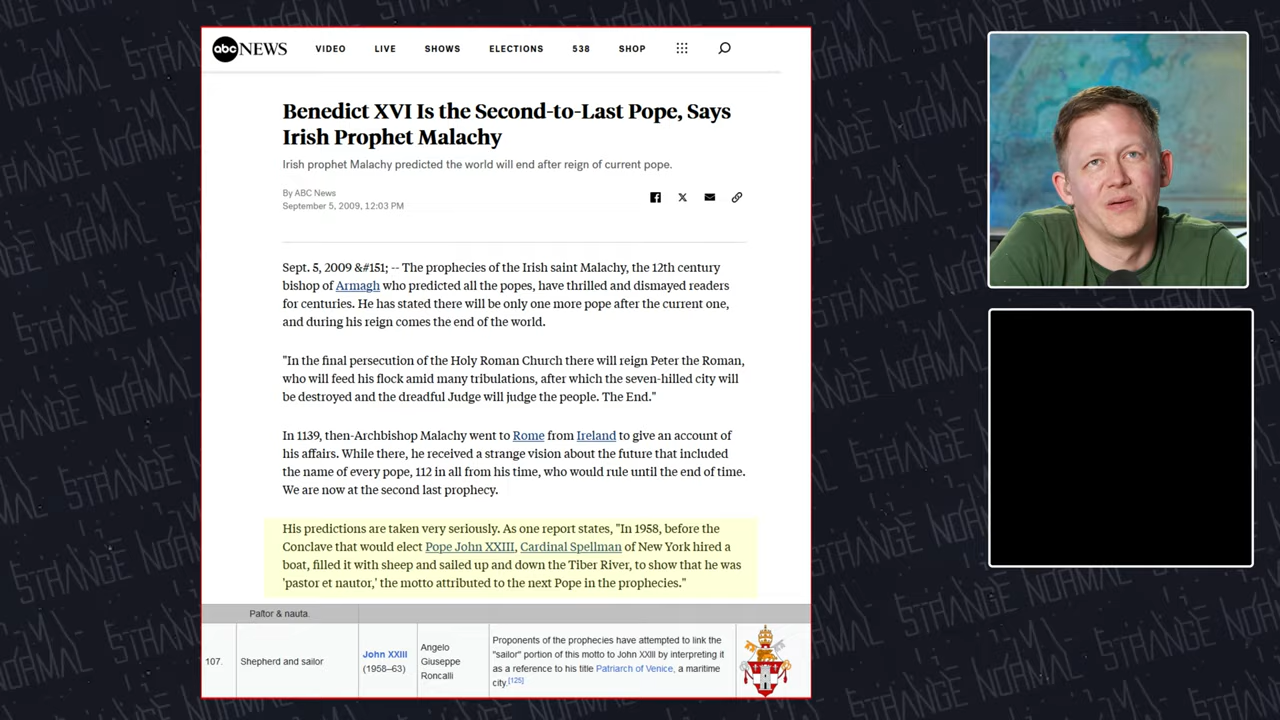 abc NEWS VIDEO LIVE SHOWS ELECTIONS 538 SHOP
Benedict XVI Is the Second-to-Last Pope, Says
Irish Prophet Malachy
Irish prophet Malachy predicted the world will end after reign of current pope.
By ABC News
September 5, 2009, 12:03 PM
Sept. 5, 2009 &#151; -- The prophecies of the Irish saint Malachy, the 12th century
bishop of Armagh who predicted all the popes, have thrilled and dismayed readers
for centuries. He has stated there will be only one more pope after the current one,
and during his reign comes the end of the world.
"In the final persecution of the Holy Roman Church there will reign Peter the Roman,
who will feed his flock amid many tribulations, after which the seven-hilled city will
be destroyed and the dreadful Judge will judge the people. The End."
In 1139, then-Archbishop Malachy went to Rome from Ireland to give an account of
his affairs. While there, he received a strange vision about the future that included
the name of every pope, 112 in all from his time, who would rule until the end of time.
We are now at the second last prophecy.
His predictions are taken very seriously. As one report states, "In 1958, before the
Conclave that would elect Pope John XXIII, Cardinal Spellman of New York hired a
boat, filled it with sheep and sailed up and down the Tiber River, to show that he was
'pastor et nautor,' the motto attributed to the next Pope in the prophecies."
Paſtor & nauta.
107.
Shepherd and sailor
John XXIII
(1958–63)
Angelo
Giuseppe
Roncalli
Proponents of the prophecies have attempted to link the
"sailor" portion of this motto to John XXIII by interpreting it
as a reference to his title Patriarch of Venice, a maritime
city.[125]
STRANGE NORMAL